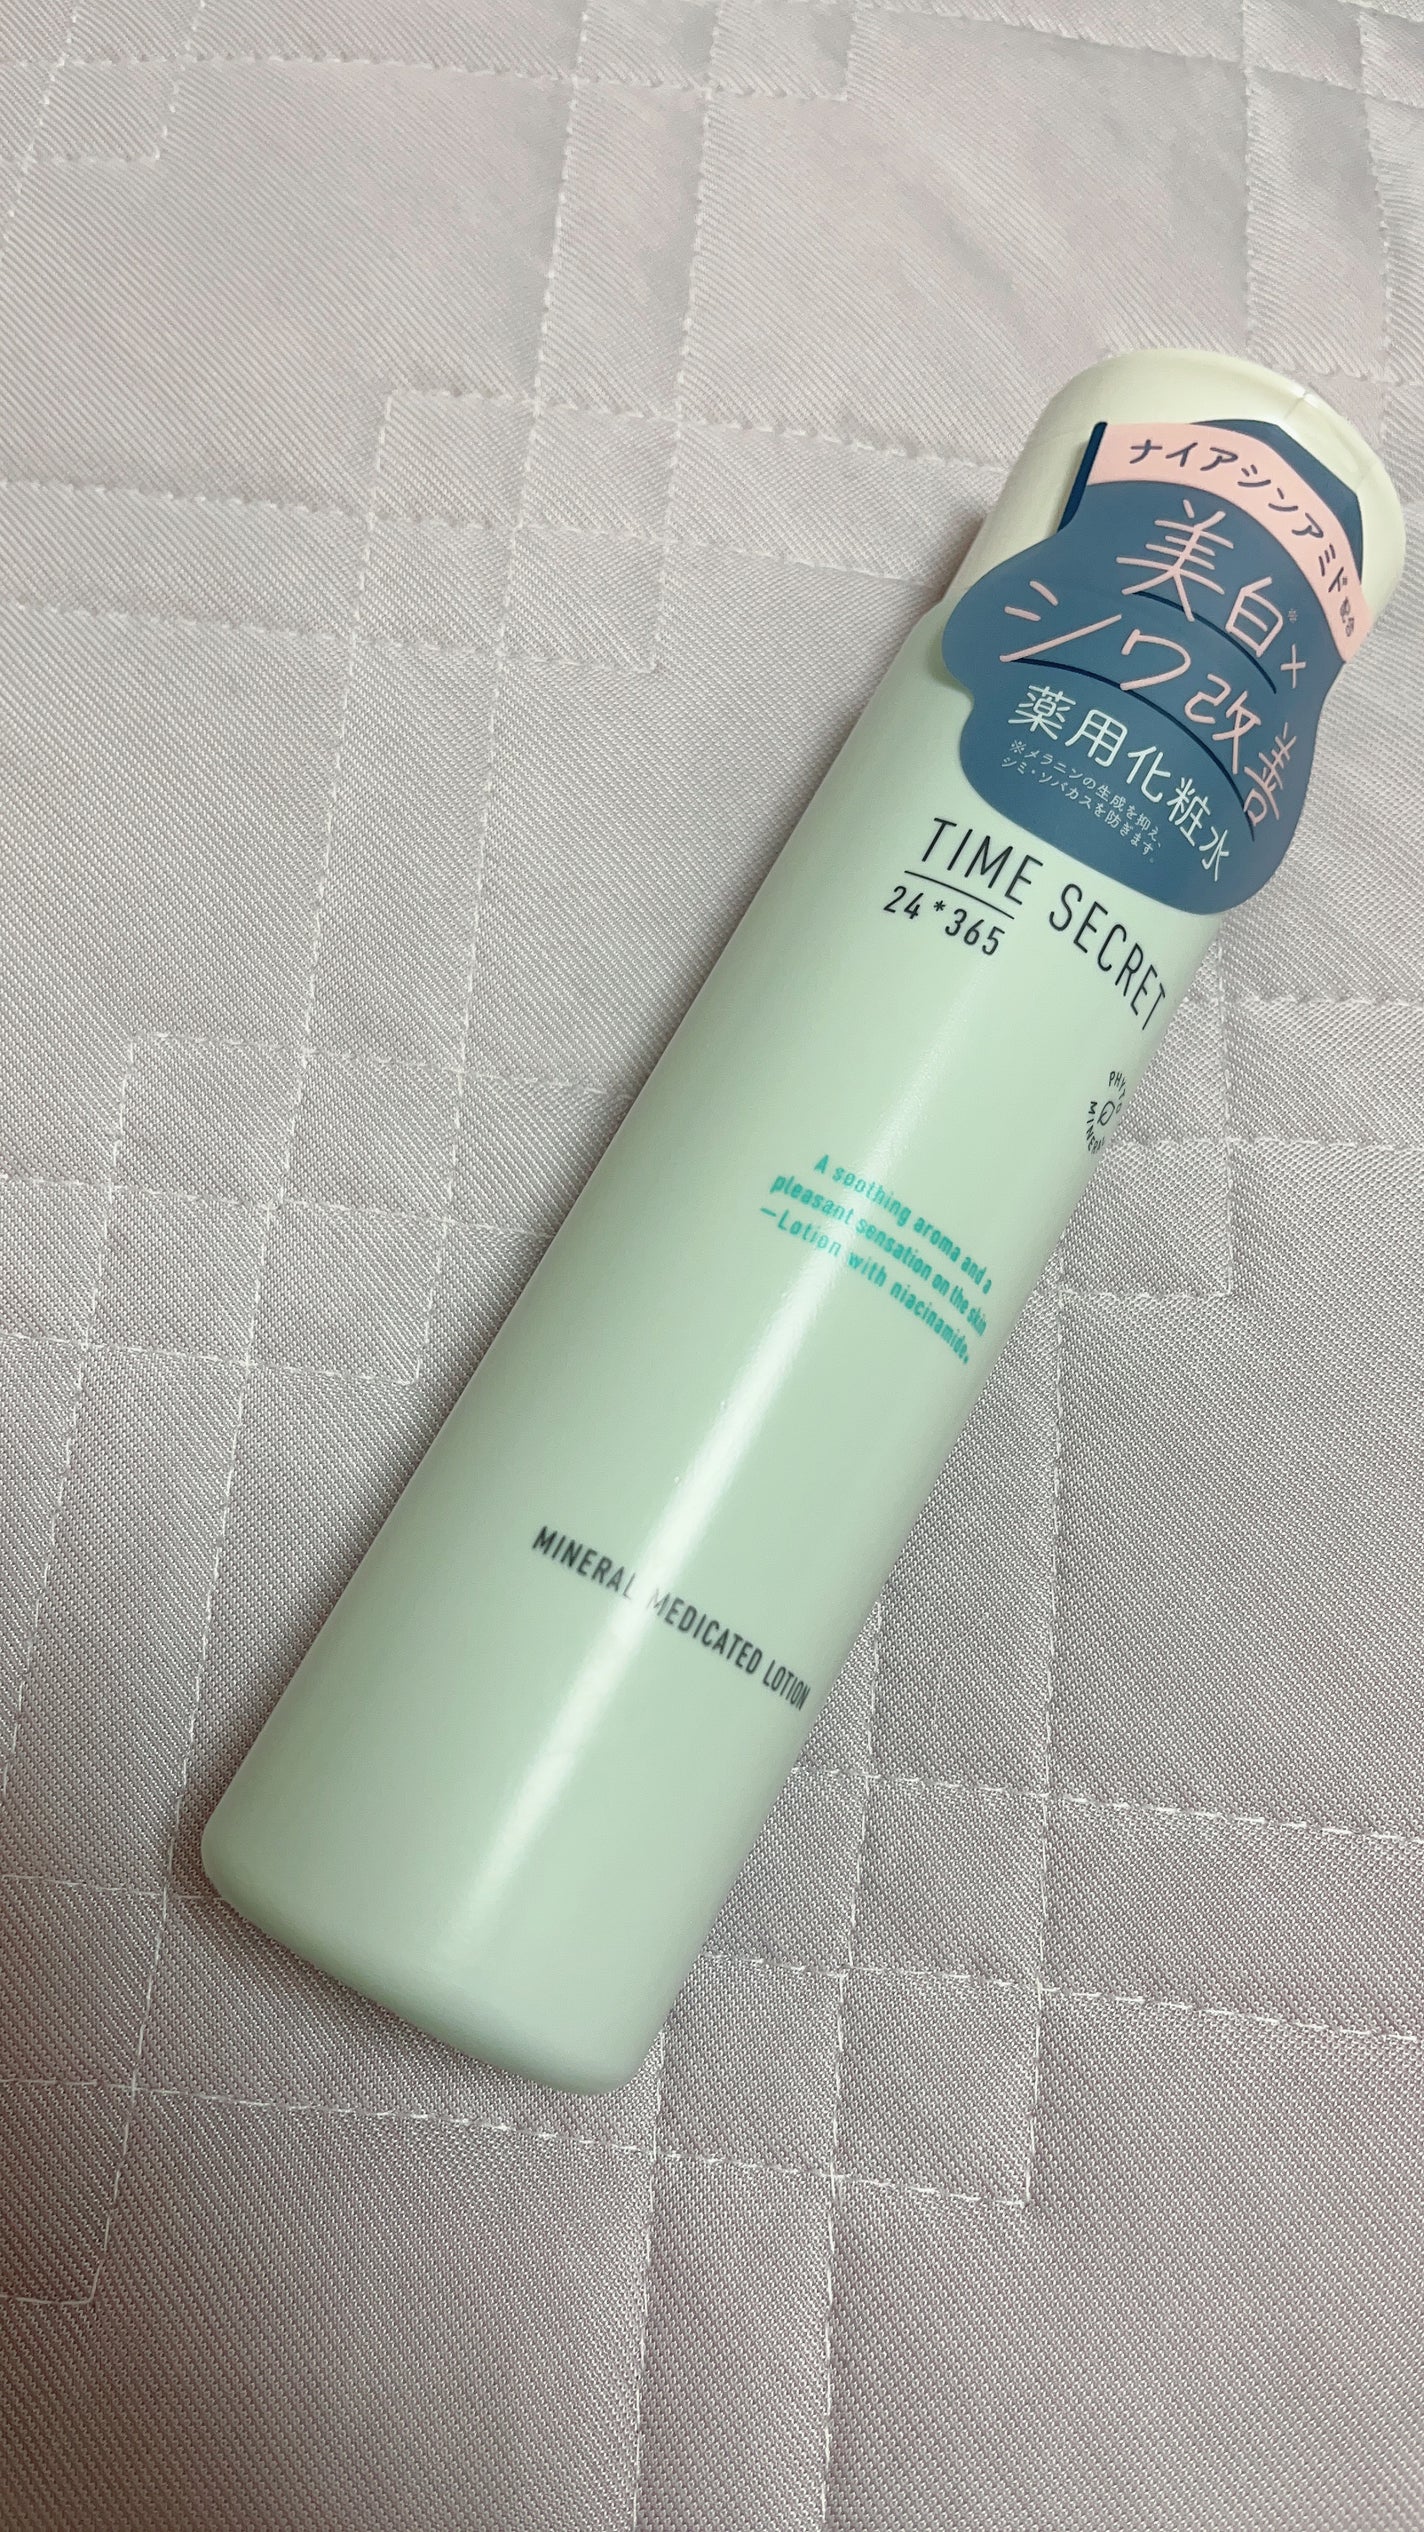 ナイアシンアミド配合
美白※×
シワ改善
薬用化粧水
※メラニンの生成を抑え、
シミ・ソバカスを防ぎます。
TIME SECRET
24*365
PHYTO
MINERAL
A soothing aroma and a
pleasant sensation on the skin
—Lotion with niacinamide.
MINERAL MEDICATED LOTION